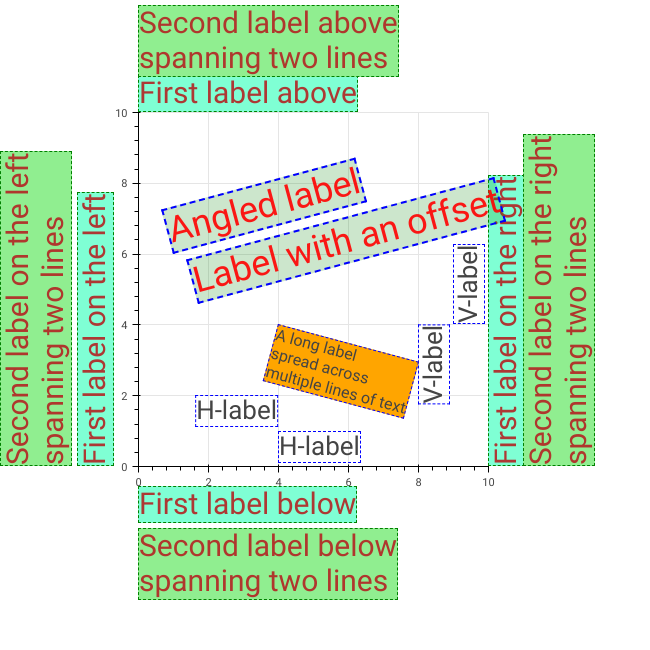 Second label above
spanning two lines
First label above
Second label on the left
spanning two lines
First label on the left
10
8
6
4
2
0
Angled label
Label with an offset
V-label
A long label
spread across
multiple lines of text
V-label
H-label
H-label
First label on the right
Second label on the right
spanning two lines
0
2
4
6
8
10
First label below
Second label below
spanning two lines